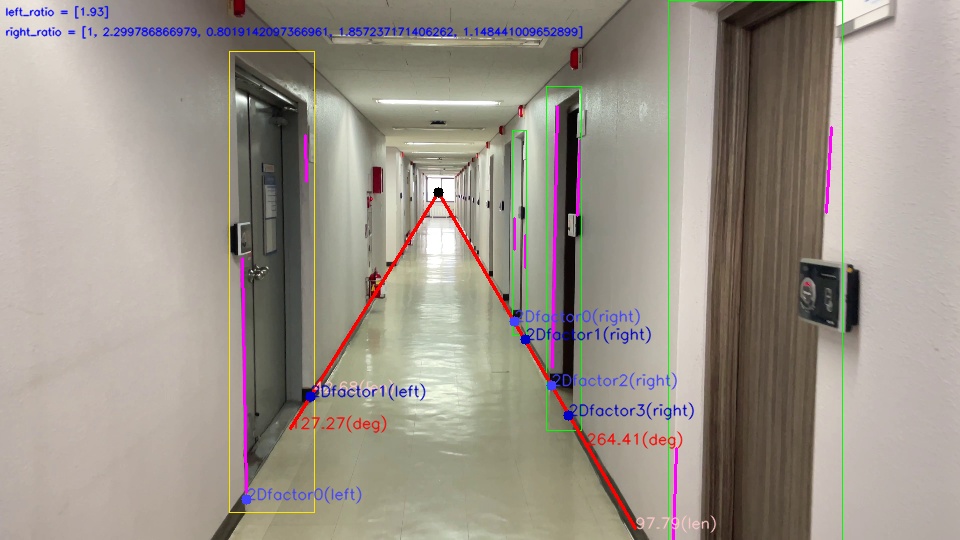 left_ratio = [1.93]
right_ratio = [1, 2.299786866979, 0.8019142097366961, 1.857237171406262, 1.148441009652899]
2Dfactor0(right)
2Dfactor1(right)
2Dfactor2(right)
2Dfactor1(left)
2Dfactor3(right)
127.27(deg)
264.41(deg)
2Dfactor0(left)
97.79(len)